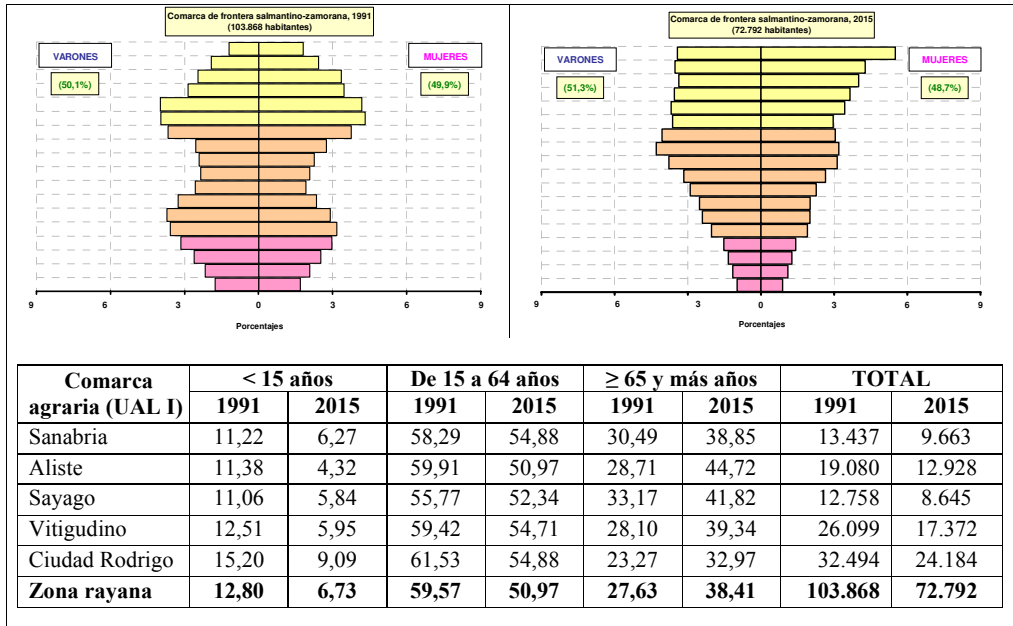 Comarca de frontera salmantino-zamorana, 1991
(103.868 habitantes)
VARONES
MUJERES
(50,1%)
(49,9%)
9 6 3 0 3 6 9
Porcentajes
Comarca de frontera salmantino-zamorana, 2015
(72.792 habitantes)
VARONES
MUJERES
(51,3%)
(48,7%)
9 6 3 0 3 6 9
Porcentajes
Comarca agraria (UAL I) < 15 años De 15 a 64 años ≥ 65 y más años TOTAL
1991 2015 1991 2015 1991 2015 1991 2015
Sanabria 11,22 6,27 58,29 54,88 30,49 38,85 13.437 9.663
Aliste 11,38 4,32 59,91 50,97 28,71 44,72 19.080 12.928
Sayago 11,06 5,84 55,77 52,34 33,17 41,82 12.758 8.645
Vitigudino 12,51 5,95 59,42 54,71 28,10 39,34 26.099 17.372
Ciudad Rodrigo 15,20 9,09 61,53 54,88 23,27 32,97 32.494 24.184
Zona rayana 12,80 6,73 59,57 50,97 27,63 38,41 103.868 72.792